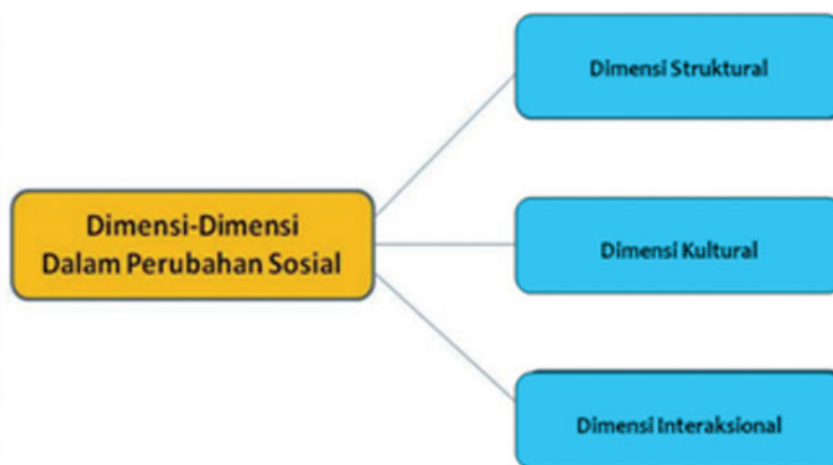 Dimensi Struktural
Dimensi-Dimensi
Dalam Perubahan Sosial
Dimensi Kultural
Dimensi Interaksional